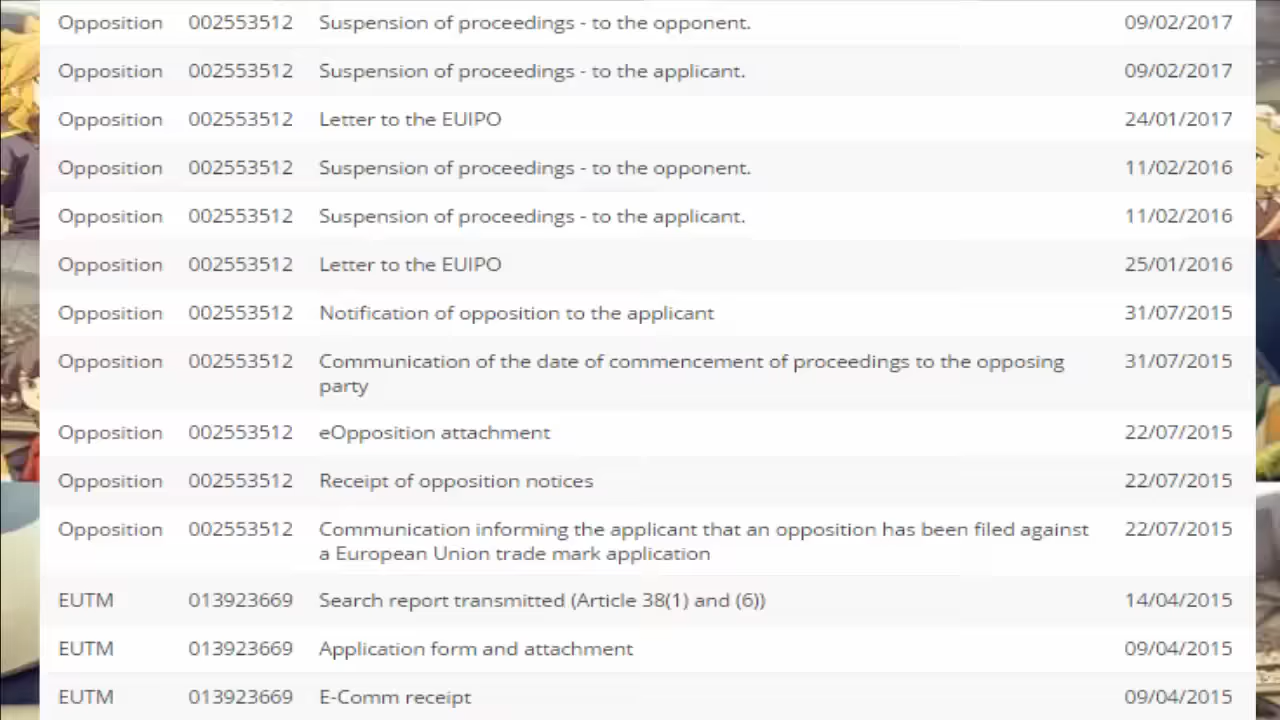 Opposition 002553512 Suspension of proceedings - to the opponent. 09/02/2017
Opposition 002553512 Suspension of proceedings - to the applicant. 09/02/2017
Opposition 002553512 Letter to the EUIPO 24/01/2017
Opposition 002553512 Suspension of proceedings - to the opponent. 11/02/2016
Opposition 002553512 Suspension of proceedings - to the applicant. 11/02/2016
Opposition 002553512 Letter to the EUIPO 25/01/2016
Opposition 002553512 Notification of opposition to the applicant 31/07/2015
Opposition 002553512 Communication of the date of commencement of proceedings to the opposing 31/07/2015
party
Opposition 002553512 eOpposition attachment 22/07/2015
Opposition 002553512 Receipt of opposition notices 22/07/2015
Opposition 002553512 Communication informing the applicant that an opposition has been filed against 22/07/2015
a European Union trade mark application
EUTM 013923669 Search report transmitted (Article 38(1) and (6)) 14/04/2015
EUTM 013923669 Application form and attachment 09/04/2015
EUTM 013923669 E-Comm receipt 09/04/2015